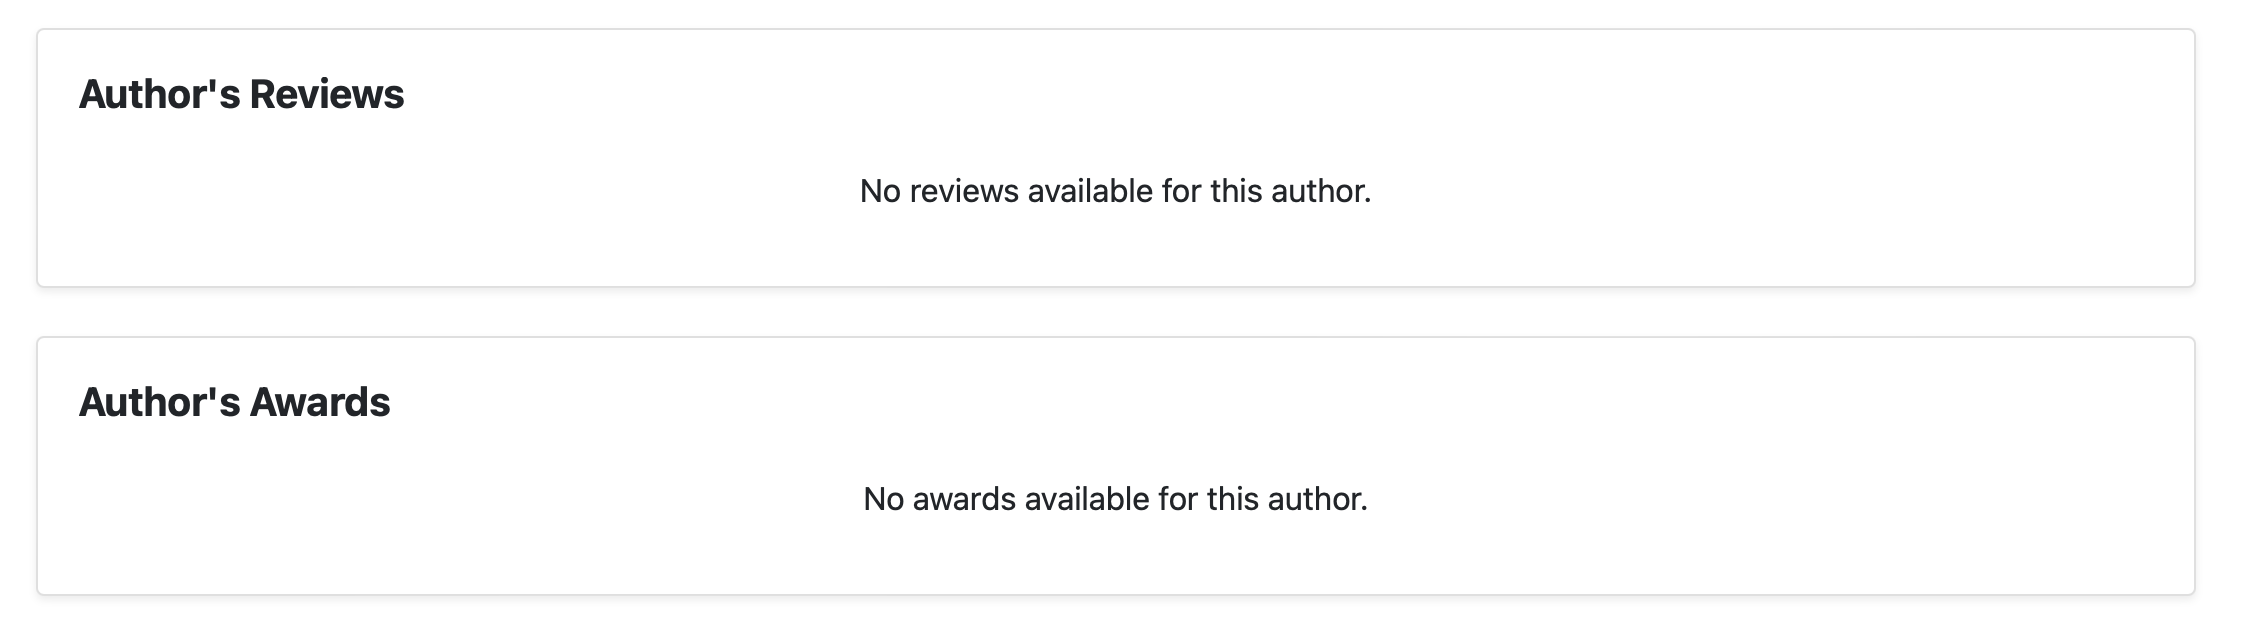 Author's Reviews
No reviews available for this author.
Author's Awards
No awards available for this author.